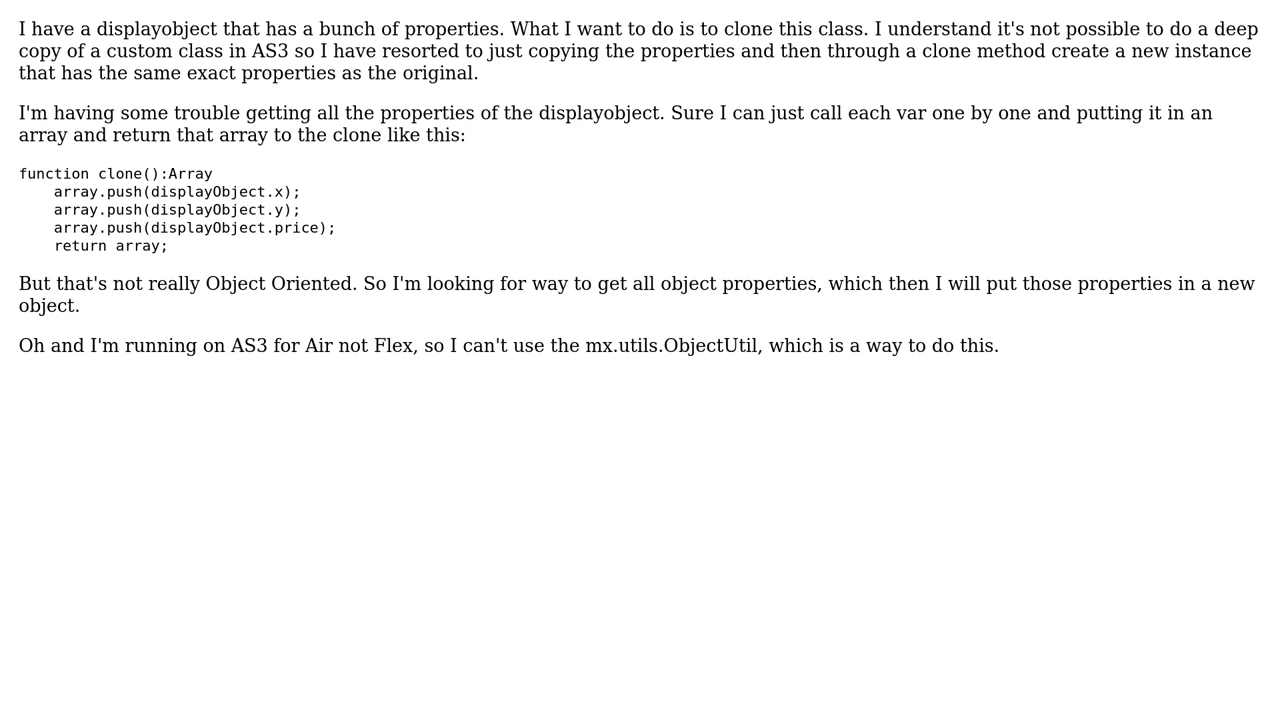 I have a displayobject that has a bunch of properties. What I want to do is to clone this class. I understand it's not possible to do a deep
copy of a custom class in AS3 so I have resorted to just copying the properties and then through a clone method create a new instance
that has the same exact properties as the original.
I'm having some trouble getting all the properties of the displayobject. Sure I can just call each var one by one and putting it in an
array and return that array to the clone like this:
function clone():Array
    array.push(displayObject.x);
    array.push(displayObject.y);
    array.push(displayObject.price);
    return array;
But that's not really Object Oriented. So I'm looking for way to get all object properties, which then I will put those properties in a new
object.
Oh and I'm running on AS3 for Air not Flex, so I can't use the mx.utils.ObjectUtil, which is a way to do this.